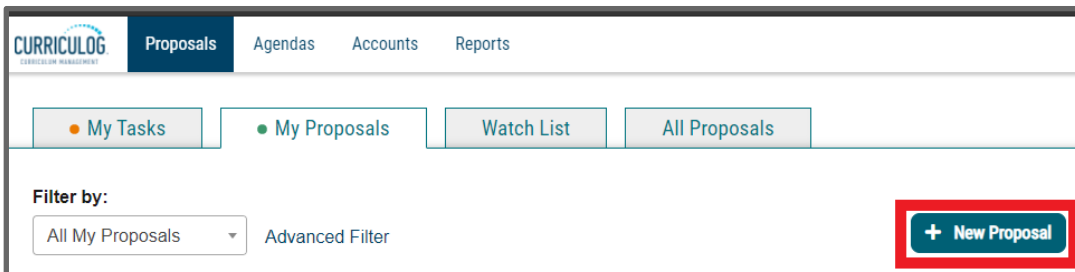 CURRICULOG
CURRICULUM MANAGEMENT
Proposals Agendas Accounts Reports
My Tasks My Proposals Watch List All Proposals
Filter by:
All My Proposals Advanced Filter + New Proposal